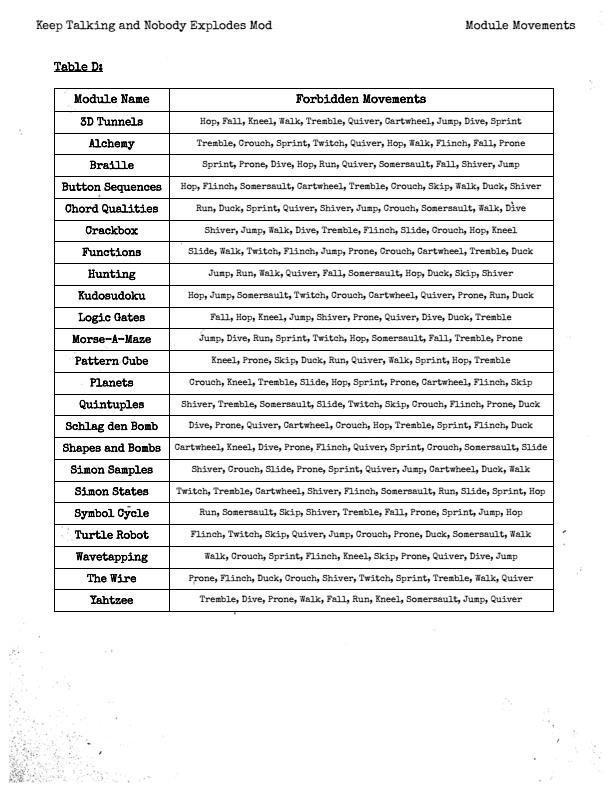 Keep Talking and Nobody Explodes Mod Module Movements
Table D:
Module Name Forbidden Movements
3D Tunnels Hop, Fall, Kneel, Walk, Tremble, Quiver, Cartwheel, Jump, Dive, Sprint
Alchemy Tremble, Crouch, Sprint, Twitch, Quiver, Hop, Walk, Flinch, Fall, Prone
Braille Sprint, Prone, Dive, Hop, Run, Quiver, Somersault, Fall, Shiver, Jump
Button Sequences Hop, Flinch, Somersault, Cartwheel, Tremble, Crouch, Skip, Walk, Duck, Shiver
Chord Qualities Run, Duck, Sprint, Quiver, Shiver, Jump, Crouch, Somersault, Walk, Dive
Crackbox Shiver, Jump, Walk, Dive, Tremble, Flinch, Slide, Crouch, Hop, Kneel
Functions Slide, Walk, Twitch, Flinch, Jump, Prone, Crouch, Cartwheel, Tremble, Duck
Hunting Jump, Run, Walk, Quiver, Fall, Somersault, Hop, Duck, Skip, Shiver
Kudosudoku Hop, Jump, Somersault, Twitch, Crouch, Cartwheel, Quiver, Prone, Run, Duck
Logic Gates Fall, Hop, Kneel, Jump, Shiver, Prone, Quiver, Dive, Duck, Tremble
Morse-A-Maze Jump, Dive, Run, Sprint, Twitch, Hop, Somersault, Fall, Tremble, Prone
Pattern Cube Kneel, Prone, Skip, Duck, Run, Quiver, Walk, Sprint, Hop, Tremble
Planets Crouch, Kneel, Tremble, Slide, Hop, Sprint, Prone, Cartwheel, Flinch, Skip
Quintuples Shiver, Tremble, Somersault, Slide, Twitch, Skip, Crouch, Flinch, Prone, Duck
Schlag den Bomb Dive, Prone, Quiver, Cartwheel, Crouch, Hop, Tremble, Sprint, Flinch, Duck
Shapes and Bombs Cartwheel, Kneel, Dive, Prone, Flinch, Quiver, Sprint, Crouch, Somersault, Slide
Simon Samples Shiver, Crouch, Slide, Prone, Sprint, Quiver, Jump, Cartwheel, Duck, Walk
Simon States Twitch, Tremble, Cartwheel, Shiver, Flinch, Somersault, Run, Slide, Sprint, Hop
Symbol Cycle Run, Somersault, Skip, Shiver, Tremble, Fall, Prone, Sprint, Jump, Hop
Turtle Robot Flinch, Twitch, Skip, Quiver, Jump, Crouch, Prone, Duck, Somersault, Walk
Wavetapping Walk, Crouch, Sprint, Flinch, Kneel, Skip, Prone, Quiver, Dive, Jump
The Wire Prone, Flinch, Duck, Crouch, Shiver, Twitch, Sprint, Tremble, Walk, Quiver
Yahtzee Tremble, Dive, Prone, Walk, Fall, Run, Kneel, Somersault, Jump, Quiver